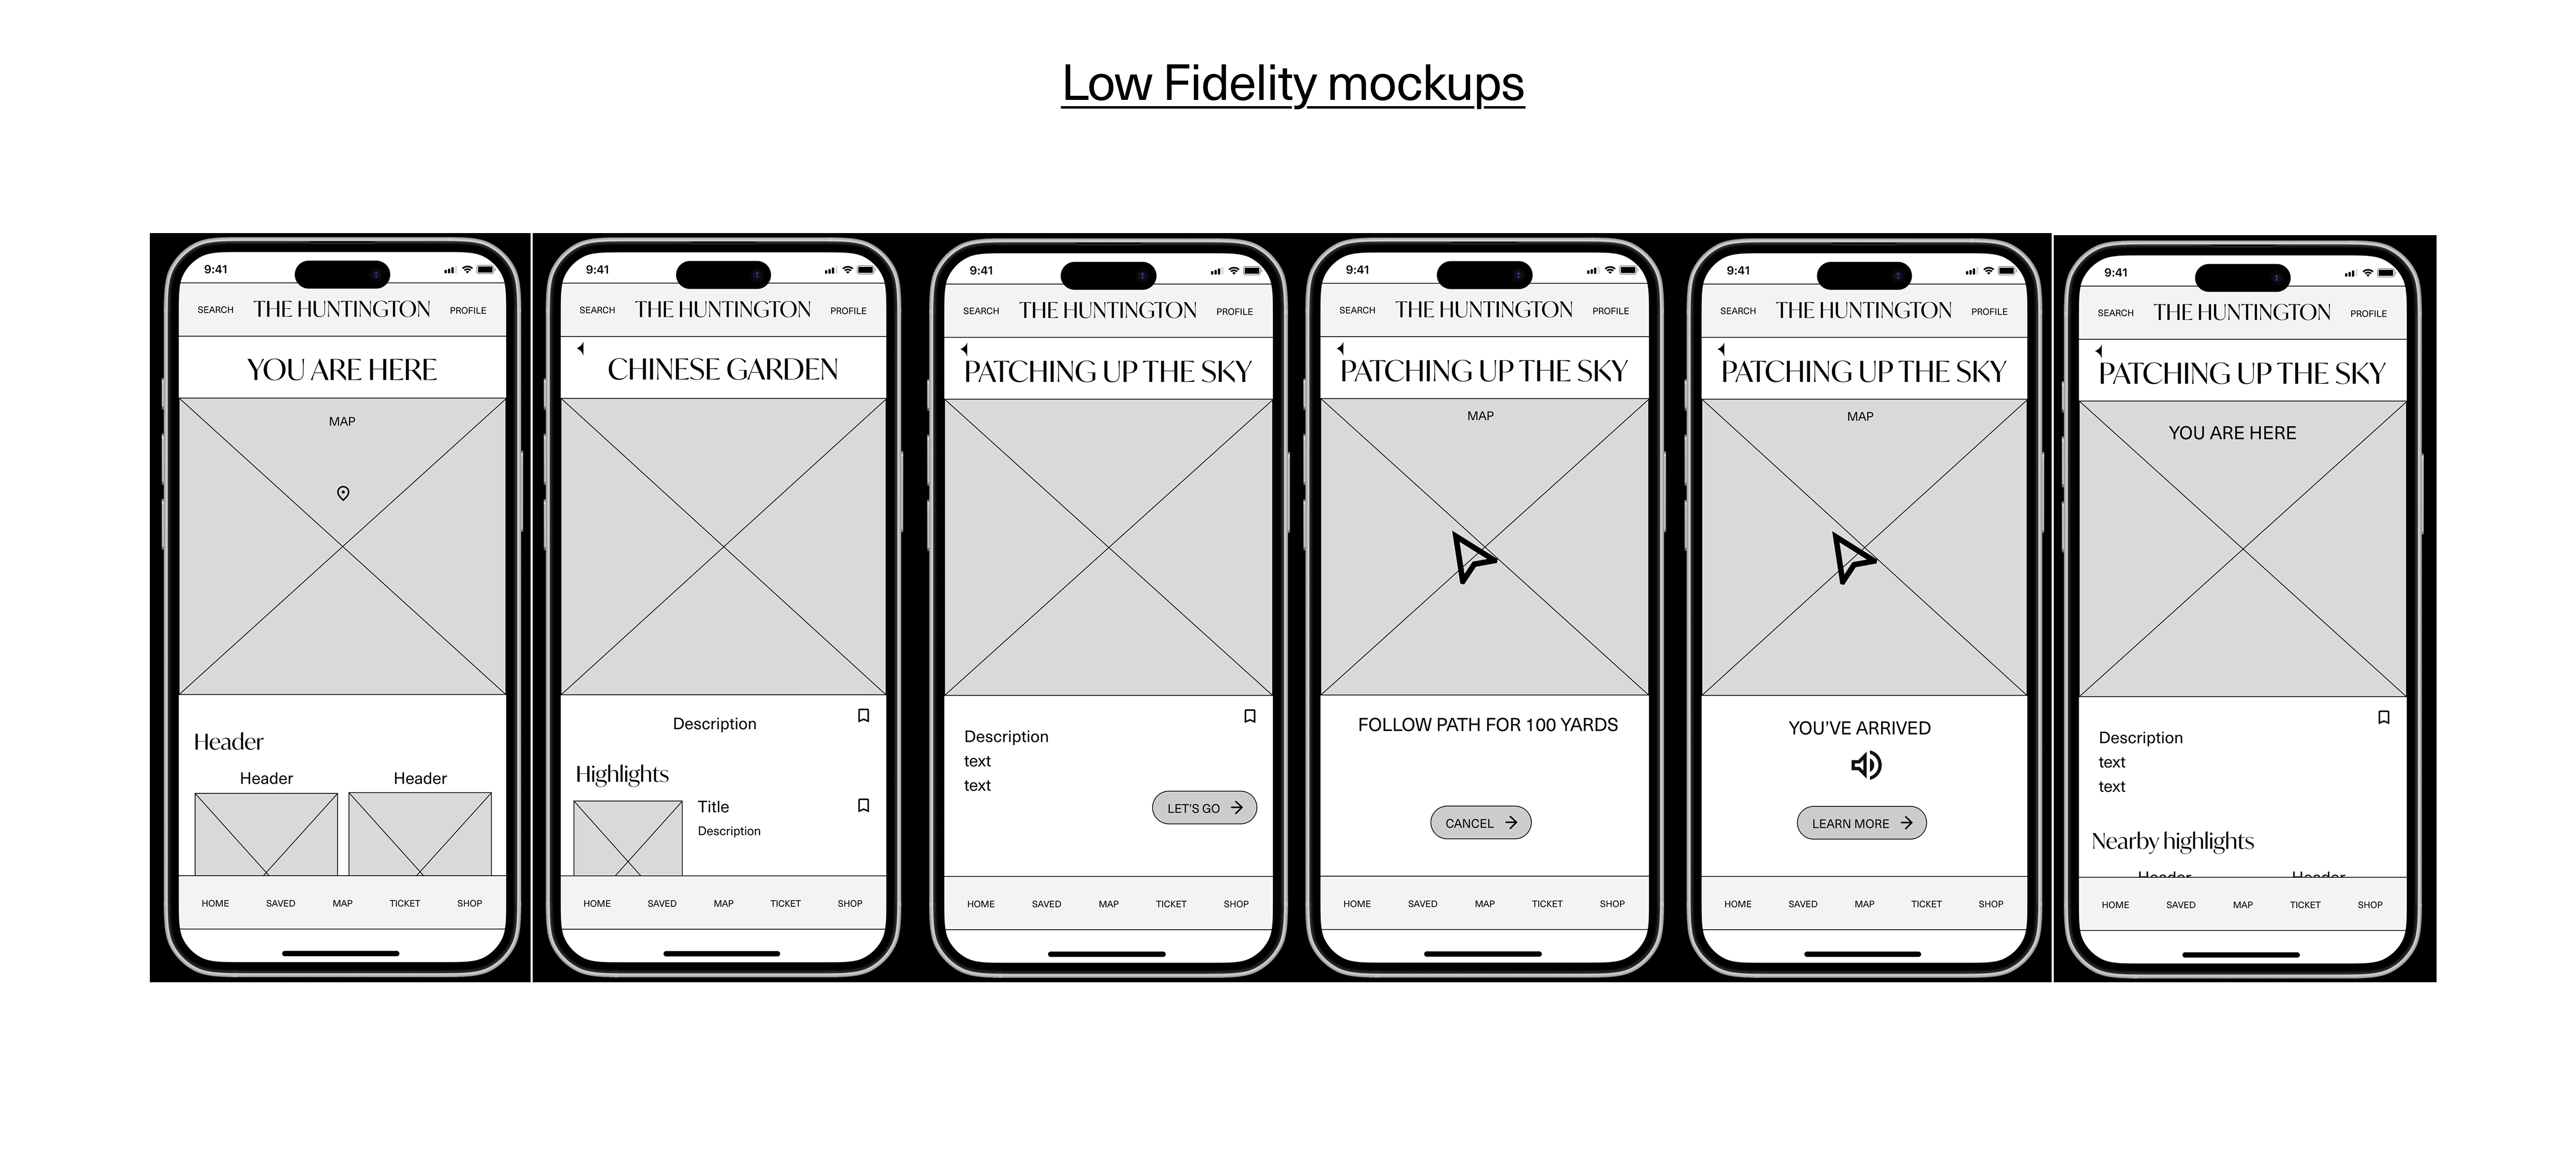 Low Fidelity mockups
9:41
SEARCH THE HUNTINGTON PROFILE
YOU ARE HERE
MAP
Header
Header Header
HOME SAVED MAP TICKET SHOP
9:41
SEARCH THE HUNTINGTON PROFILE
CHINESE GARDEN
Description
Highlights
Title
Description
HOME SAVED MAP TICKET SHOP
9:41
SEARCH THE HUNTINGTON PROFILE
PATCHING UP THE SKY
Description
text
text
LET'S GO
HOME SAVED MAP TICKET SHOP
9:41
SEARCH THE HUNTINGTON PROFILE
PATCHING UP THE SKY
MAP
FOLLOW PATH FOR 100 YARDS
CANCEL
HOME SAVED MAP TICKET SHOP
9:41
SEARCH THE HUNTINGTON PROFILE
PATCHING UP THE SKY
MAP
YOU'VE ARRIVED
LEARN MORE
HOME SAVED MAP TICKET SHOP
9:41
SEARCH THE HUNTINGTON PROFILE
PATCHING UP THE SKY
YOU ARE HERE
Description
text
text
Nearby highlights
Header Header
HOME SAVED MAP TICKET SHOP